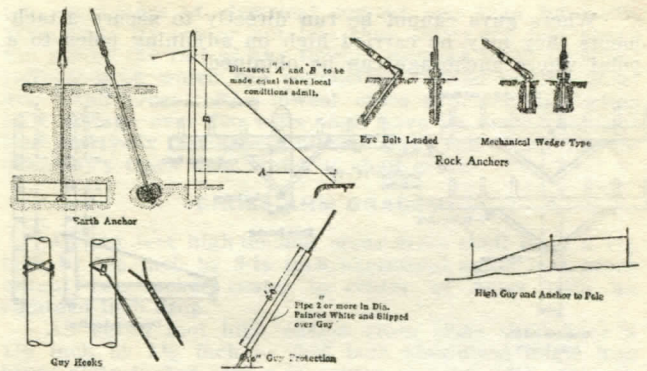 Distances "A" and "B" to be
made equal where local
conditions admit.
B
A
Earth Anchor
Eye Bolt Leaded
Mechanical Wedge Type
Rock Anchors
Pipe 2" or more in Dia.
Painted White and Slipped
over Guy
Guy Protection
Guy Hooks
High Guy and Anchor to Pole